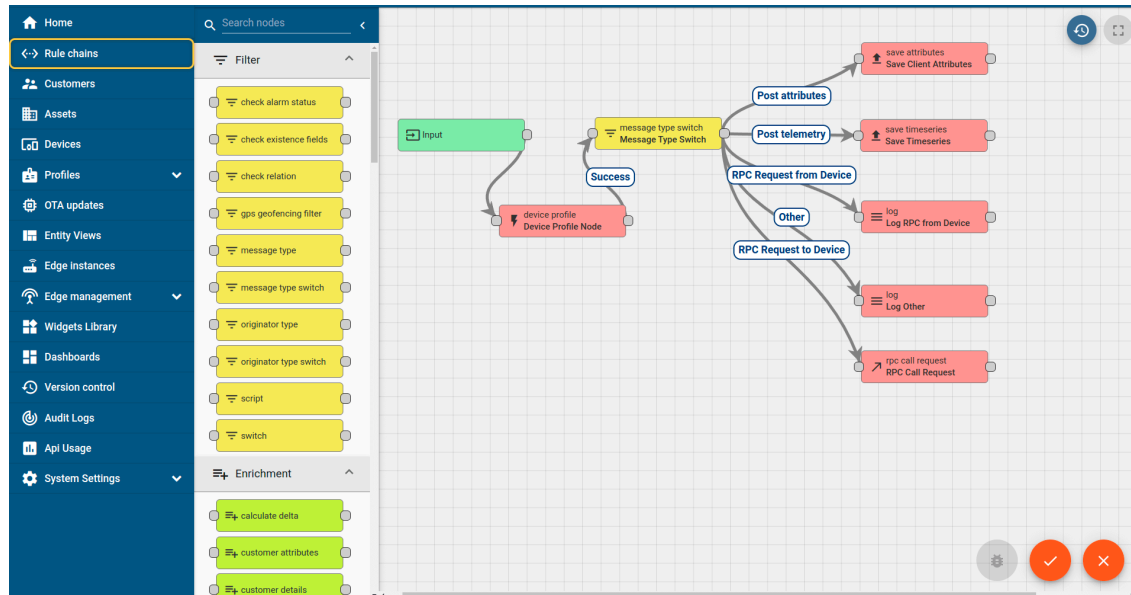 Home
Rule chains
Customers
Assets
Devices
Profiles
OTA updates
Entity Views
Edge instances
Edge management
Widgets Library
Dashboards
Version control
Audit Logs
Api Usage
System Settings
Search nodes
Filter
check alarm status
check existence fields
check relation
gps geofencing filter
message type
message type switch
originator type
originator type switch
script
switch
Enrichment
calculate delta
customer attributes
customer details
Input
device profile
Device Profile Node
Success
message type switch
Message Type Switch
Post attributes
Post telemetry
RPC Request from Device
Other
RPC Request to Device
save attributes
Save Client Attributes
save timeseries
Save Timeseries
log
Log RPC from Device
log
Log Other
rpc call request
RPC Call Request